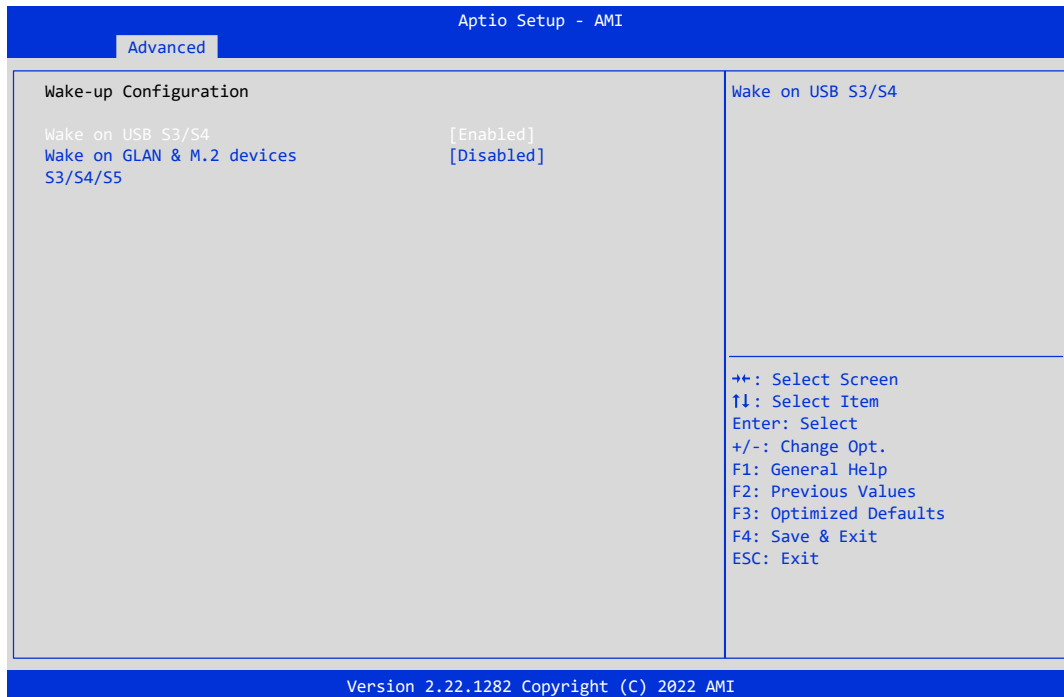 Aptio Setup - AMI
Advanced
Wake-up Configuration
Wake on USB S3/S4 [Enabled]
Wake on GLAN & M.2 devices [Disabled]
S3/S4/S5
Wake on USB S3/S4
→←: Select Screen
↑↓: Select Item
Enter: Select
+/-: Change Opt.
F1: General Help
F2: Previous Values
F3: Optimized Defaults
F4: Save & Exit
ESC: Exit
Version 2.22.1282 Copyright (C) 2022 AMI